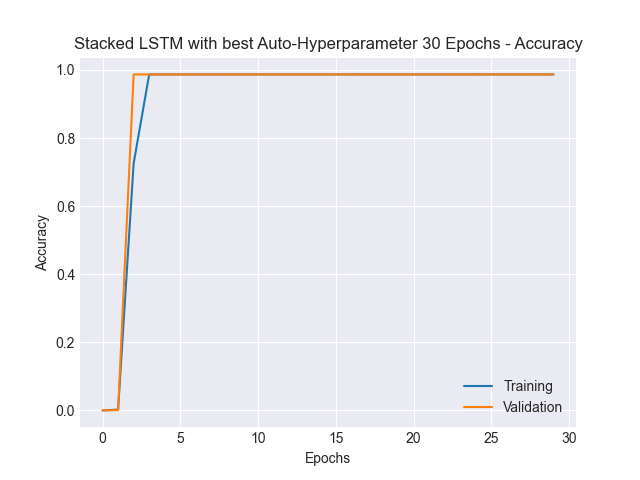 Stacked LSTM with best Auto-Hyperparameter 30 Epochs - Accuracy
1.0
0.8
0.6
0.4
0.2
0.0
Accuracy
0 5 10 15 20 25 30
Epochs
Training
Validation